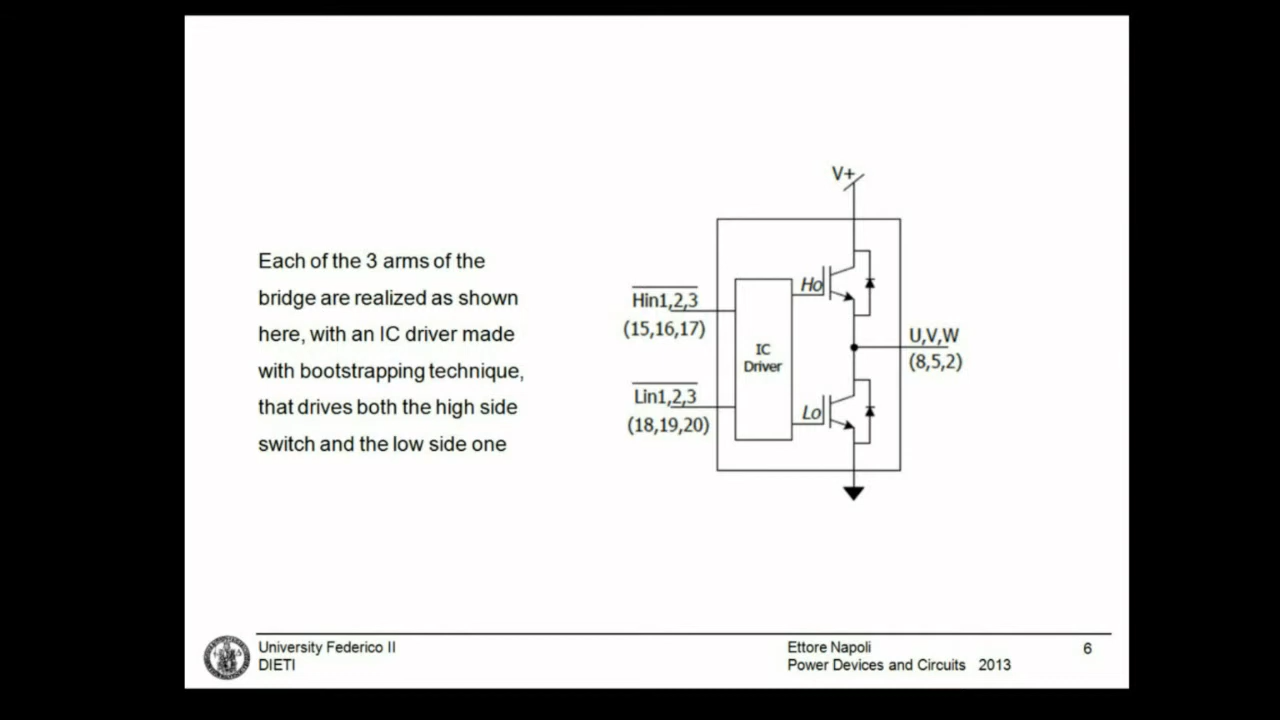 Each of the 3 arms of the
bridge are realized as shown
here, with an IC driver made
with bootstrapping technique,
that drives both the high side
switch and the low side one
V+
Hin1,2,3
(15,16,17)
Lin1,2,3
(18,19,20)
IC
Driver
Ho
Lo
U,V,W
(8,5,2)
University Federico II
DIETI
Ettore Napoli
Power Devices and Circuits 2013
6